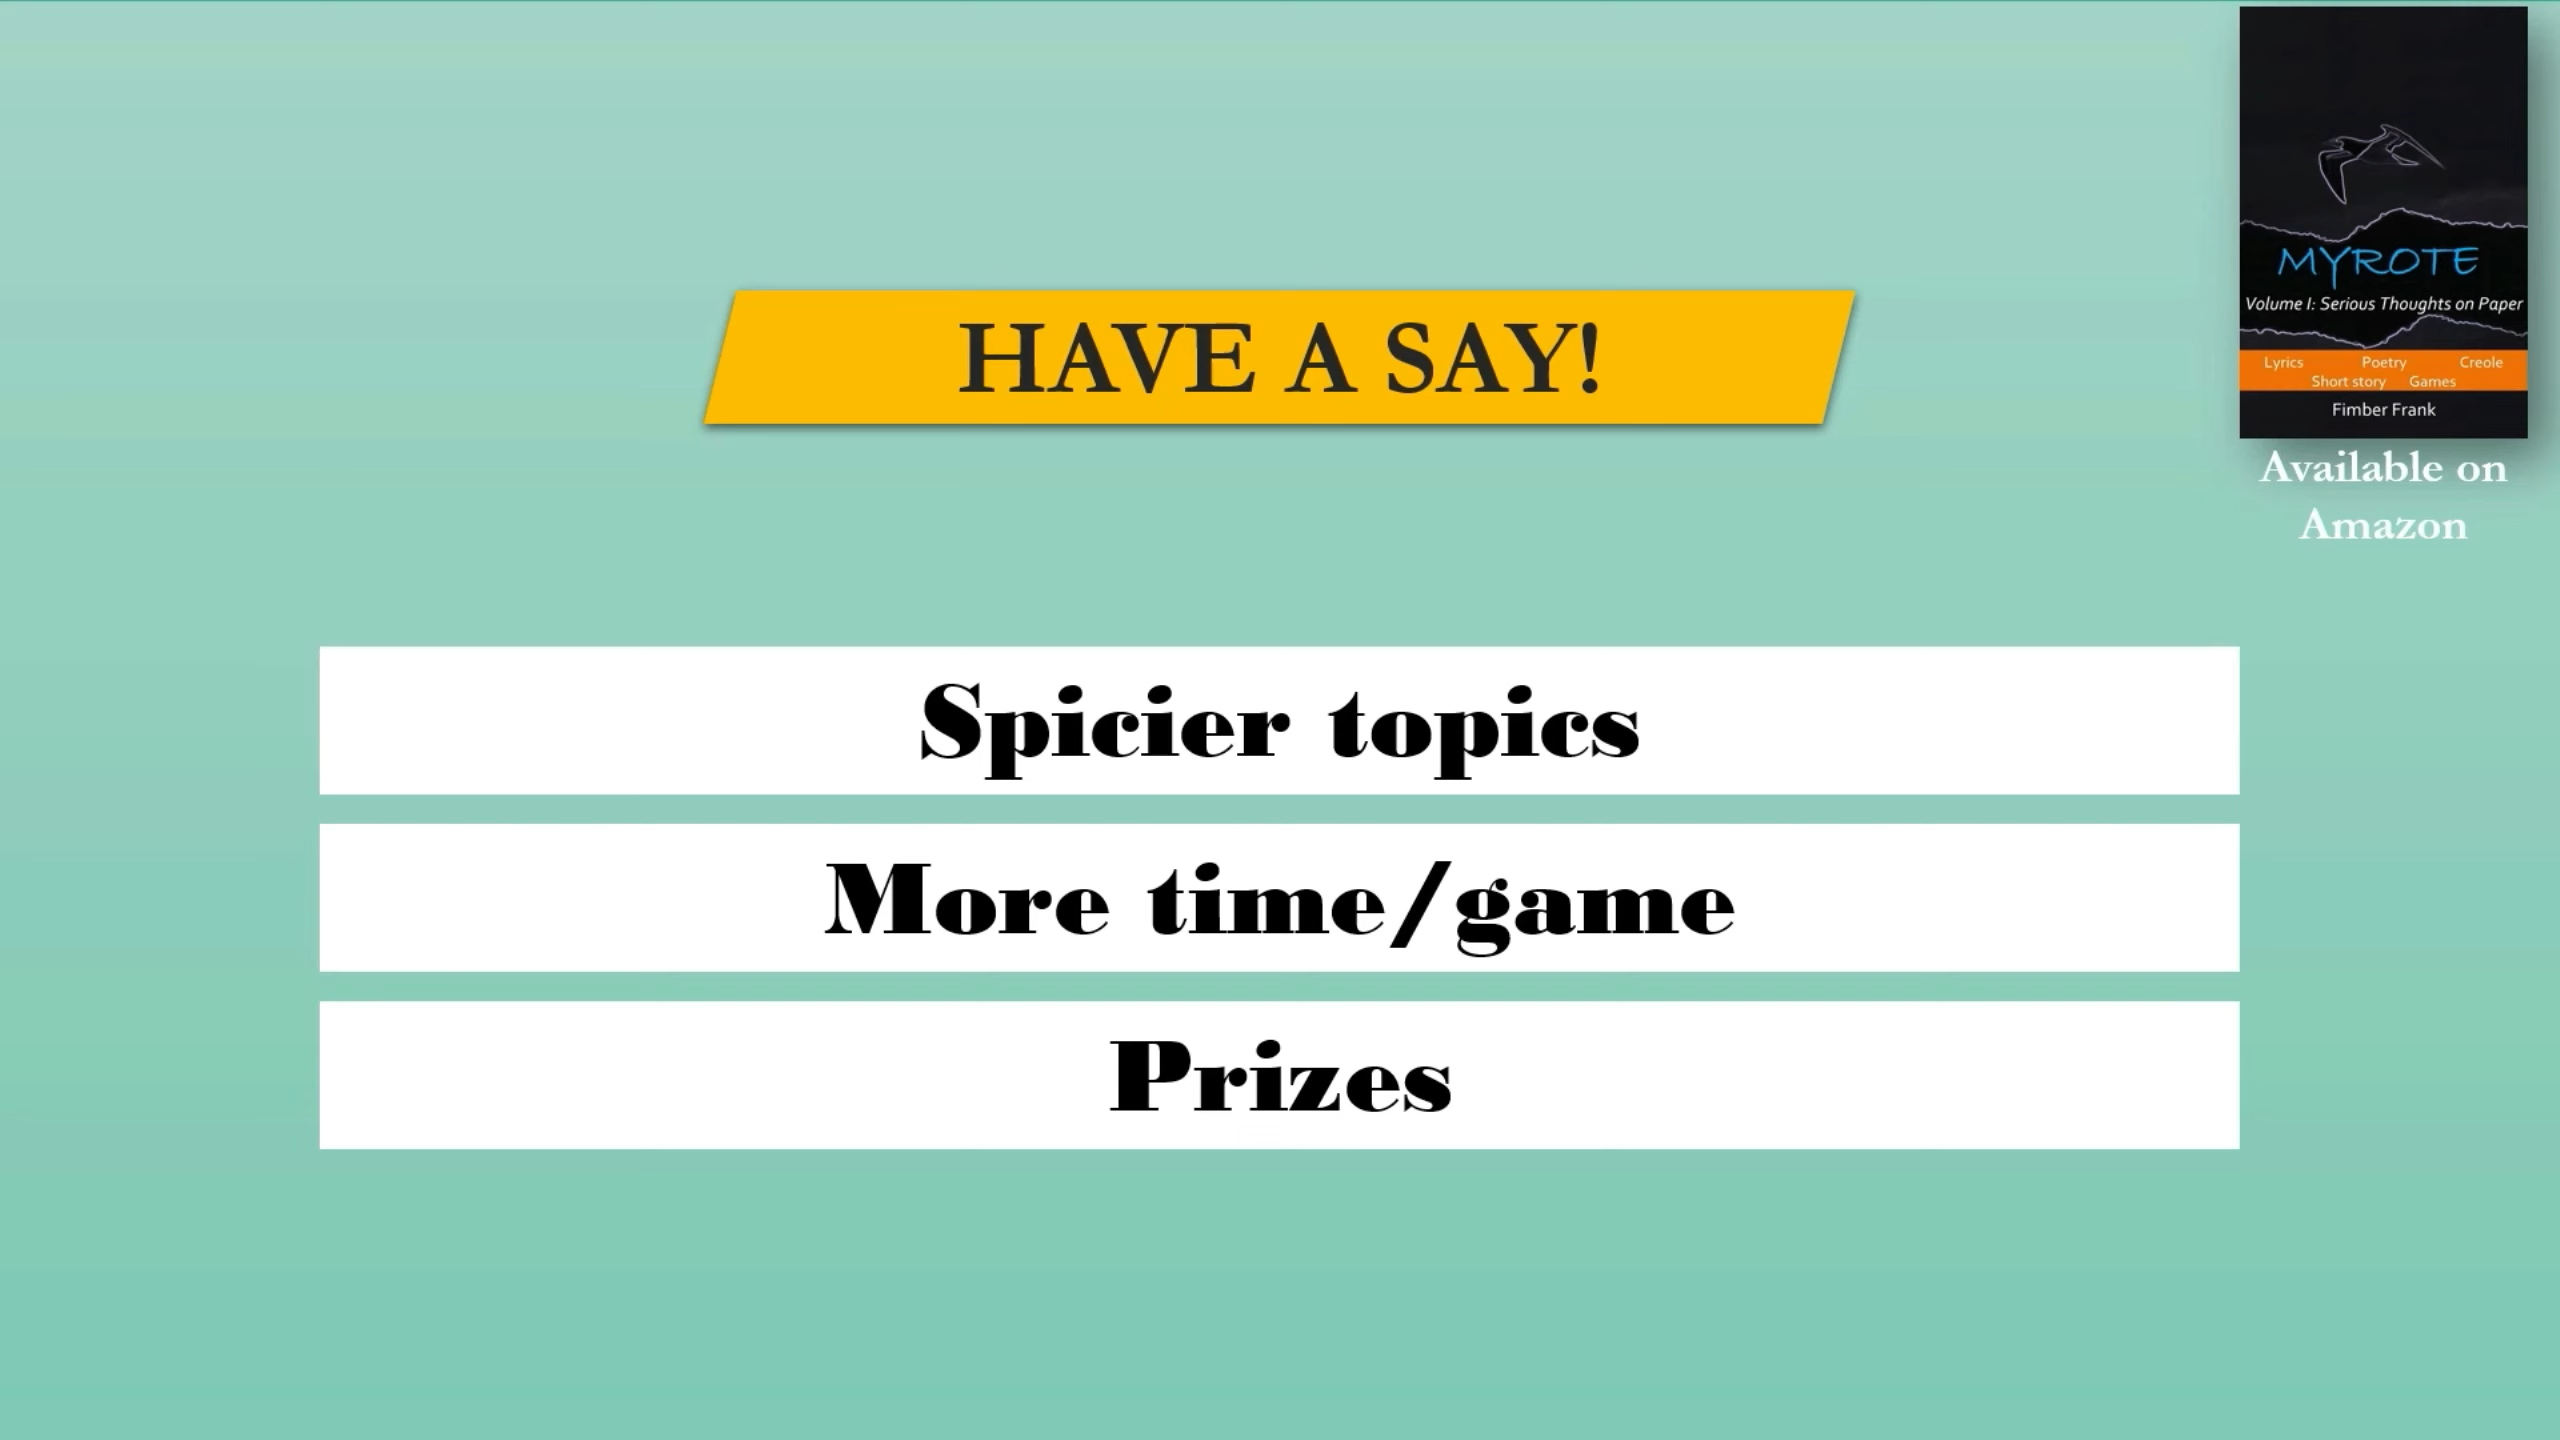 HAVE A SAY!
Spicier topics
More time/game
Prizes
MYROTE
Volume I: Serious Thoughts on Paper
Lyrics Poetry Creole
Short story Games
Fimber Frank
Available on
Amazon